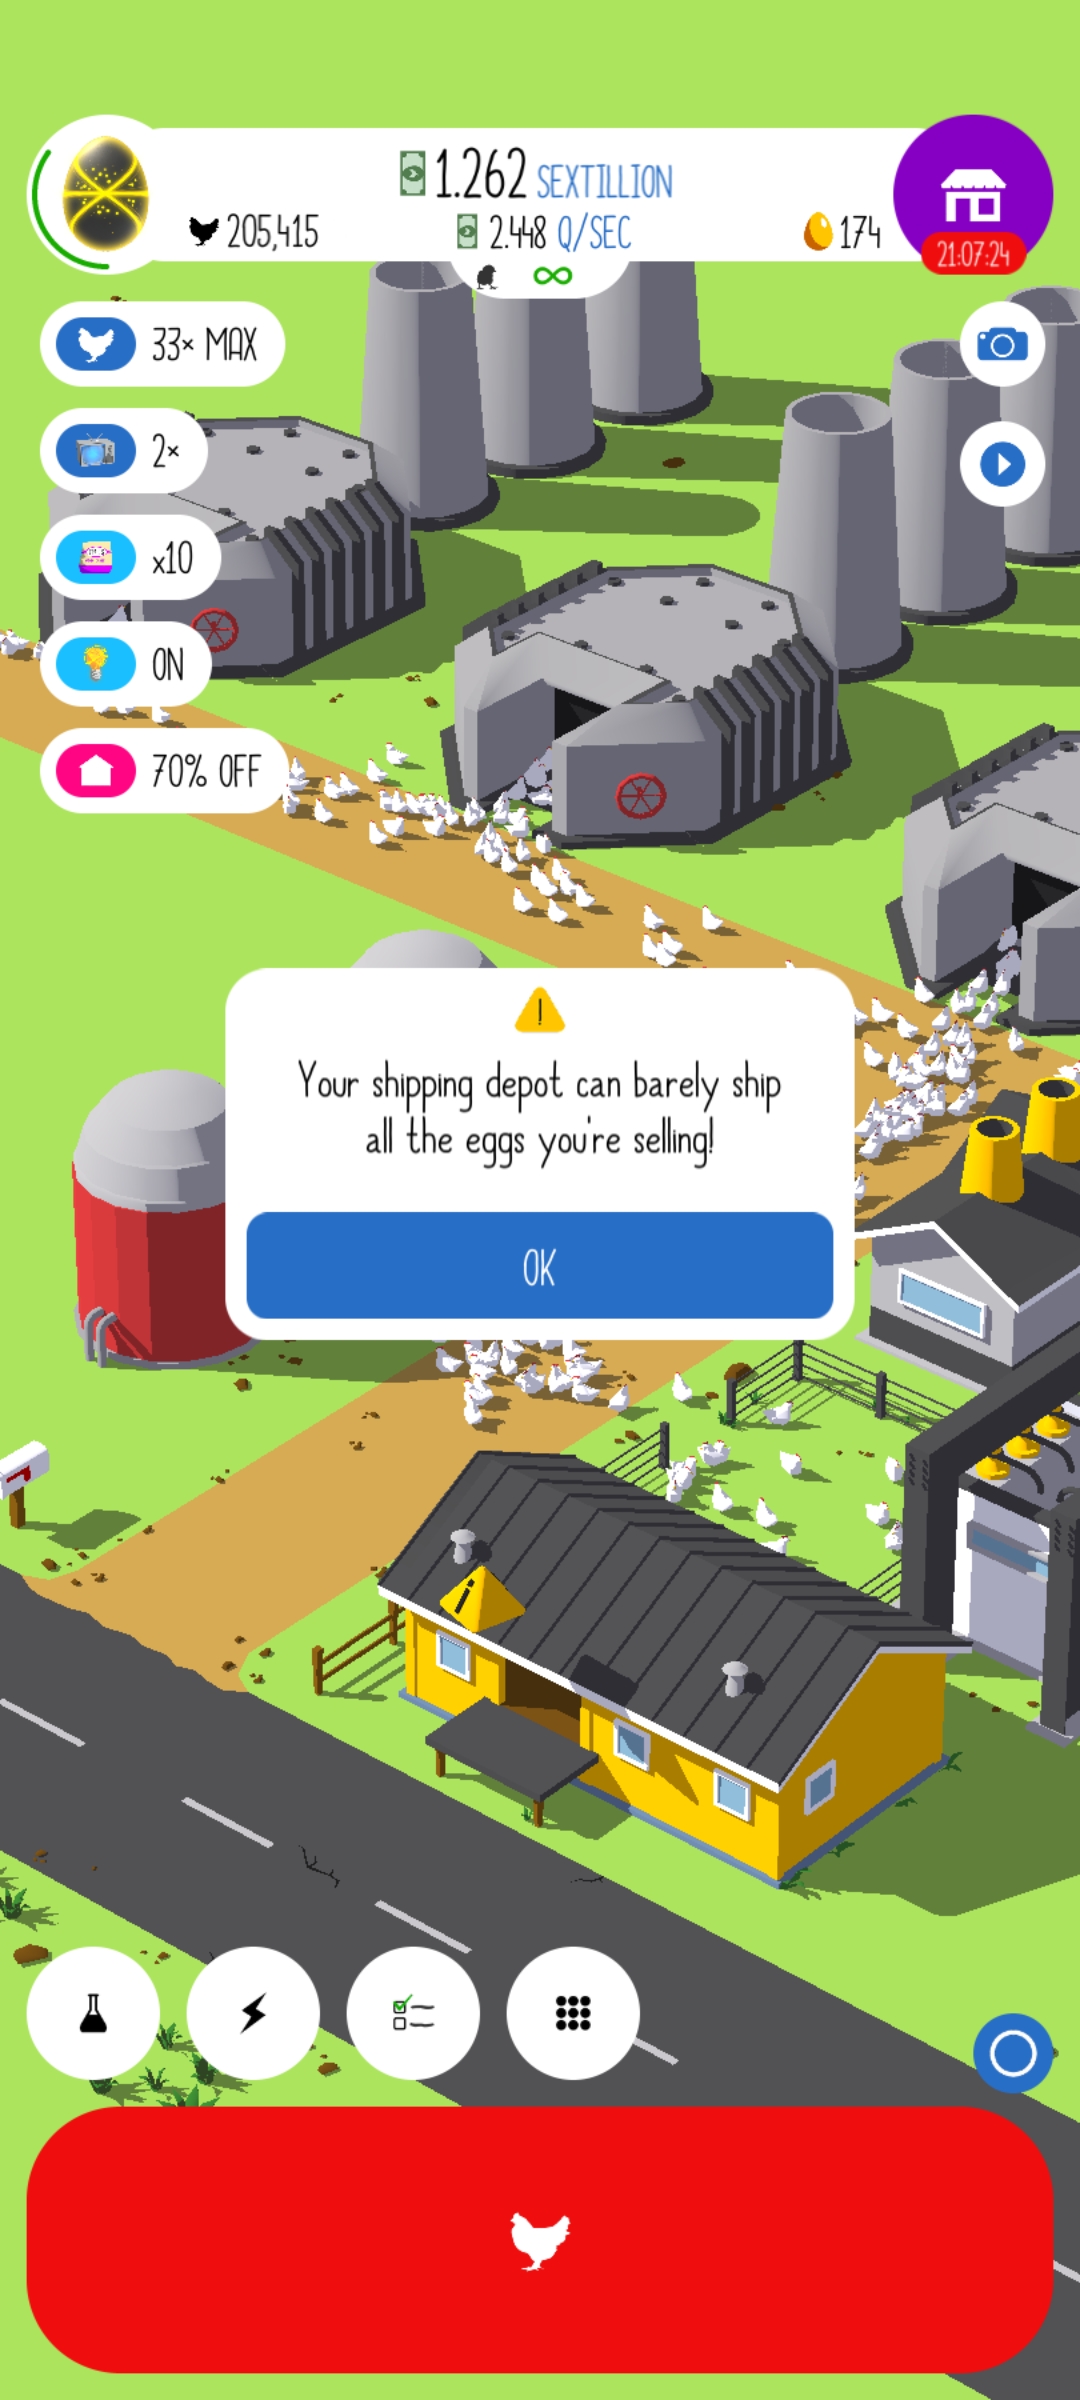 1.262 SEXTILLION
205,415
2.448 Q/SEC
174
21:07:24
33× MAX
2×
x10
ON
70% OFF
Your shipping depot can barely ship
all the eggs you're selling!
OK